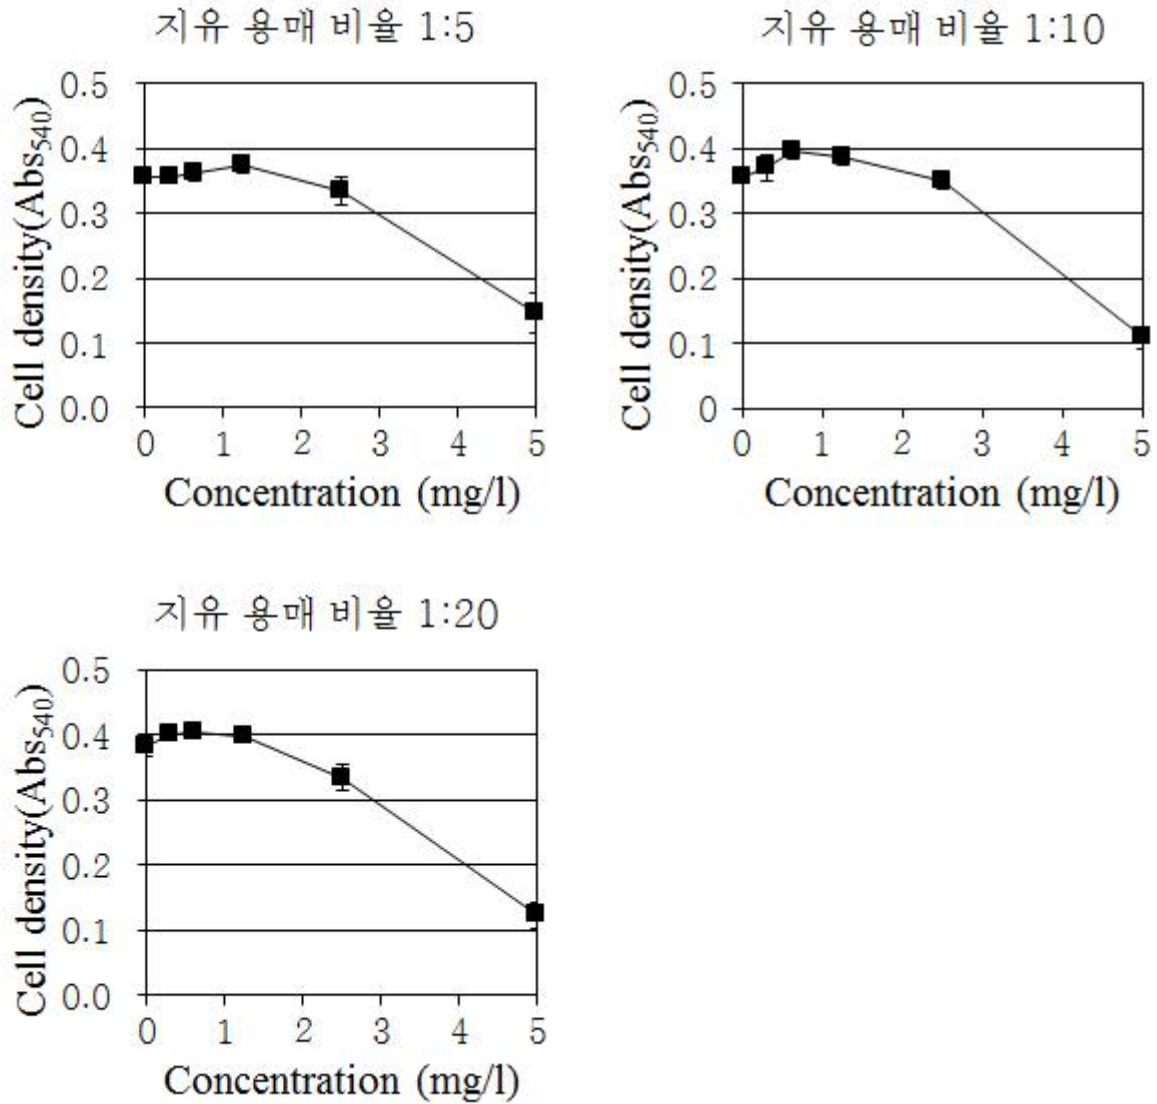 지유 용매 비율 1:5
0.5
0.4
0.3
0.2
0.1
0.0
Cell density(Abs540)
0 1 2 3 4 5
Concentration (mg/l)
지유 용매 비율 1:10
0.5
0.4
0.3
0.2
0.1
0
Cell density(Abs540)
0 1 2 3 4 5
Concentration (mg/l)
지유 용매 비율 1:20
0.5
0.4
0.3
0.2
0.1
0.0
Cell density(Abs540)
0 1 2 3 4 5
Concentration (mg/l)